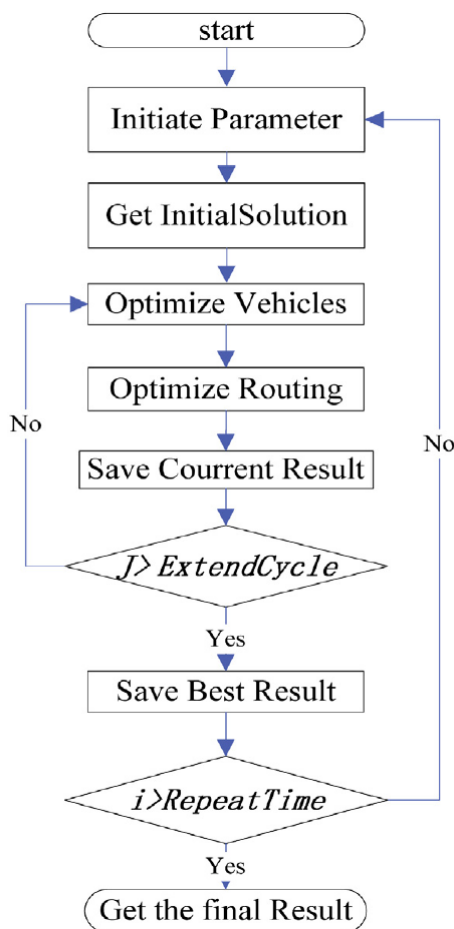 start
Initiate Parameter
Get InitialSolution
Optimize Vehicles
Optimize Routing
No
No
Save Courrent Result
J>ExtendCycle
Yes
Save Best Result
i>RepeatTime
Yes
Get the final Result